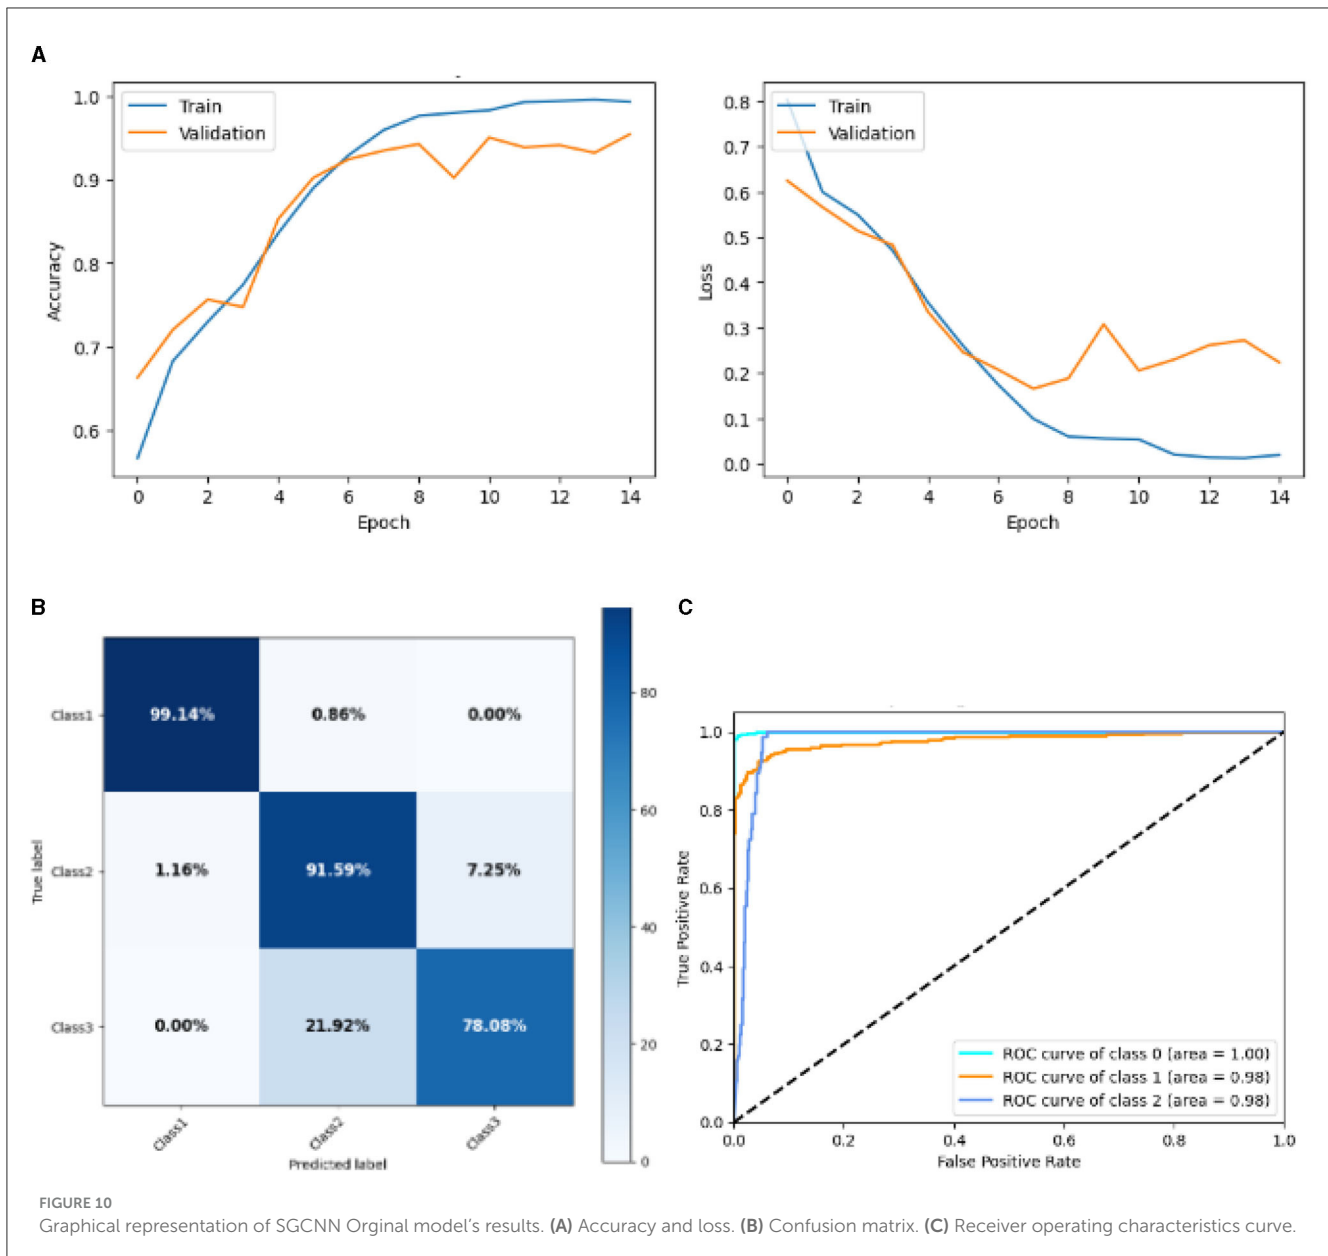 A
Train
Validation
1.0
0.9
0.8
0.7
0.6
Accuracy
0 2 4 6 8 10 12 14
Epoch
Train
Validation
0.8
0.7
0.6
0.5
0.4
0.3
0.2
0.1
0.0
Loss
0 2 4 6 8 10 12 14
Epoch
B
Class1 99.14% 0.86% 0.00%
Class2 1.16% 91.59% 7.25%
Class3 0.00% 21.92% 78.08%
True label
Class1 Class2 Class3
Predicted label
80
60
40
20
0
C
1.0
0.8
0.6
0.4
0.2
0.0
True Positive Rate
ROC curve of class 0 (area = 1.00)
ROC curve of class 1 (area = 0.98)
ROC curve of class 2 (area = 0.98)
0.0 0.2 0.4 0.6 0.8 1.0
False Positive Rate
FIGURE 10
Graphical representation of SGCNN Orginal model’s results. (A) Accuracy and loss. (B) Confusion matrix. (C) Receiver operating characteristics curve.